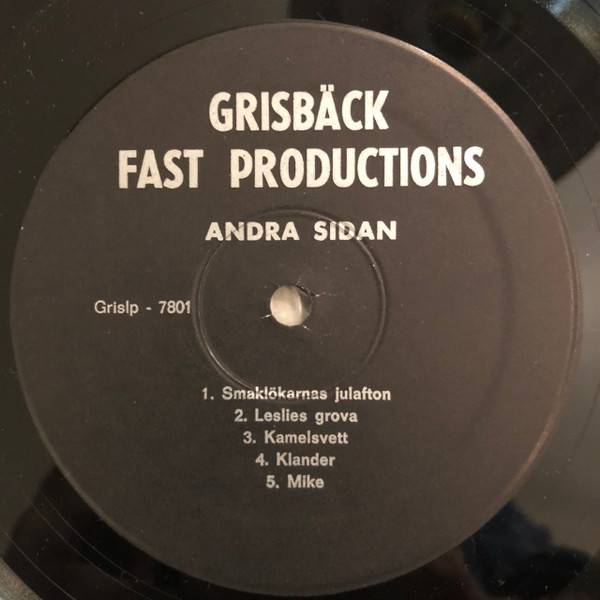 GRISBÄCK
FAST PRODUCTIONS
ANDRA SIDAN
Grislp - 7801
1. Smaklökarnas julafton
2. Leslies grova
3. Kamelsvett
4. Klander
5. Mike